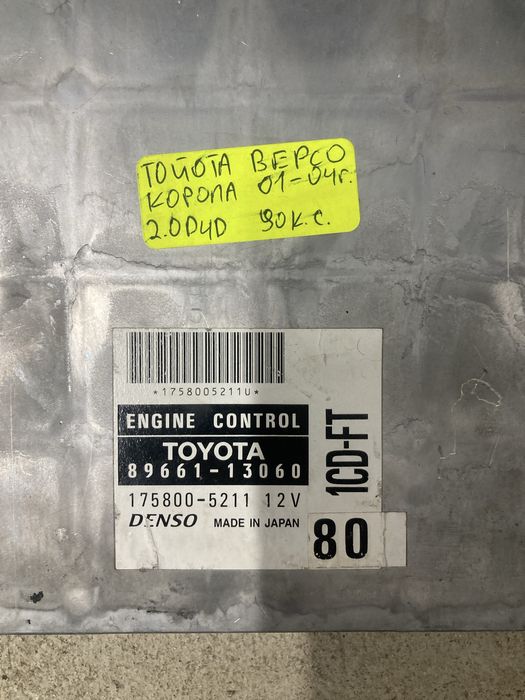 ТОЙОТА ВЕРСО
КОРОЛА 01-04г.
2.0D4D 90К.С.
*1758005211U*
ENGINE CONTROL
TOYOTA
89661-13060
175800-5211 12V
DENSO MADE IN JAPAN
1CD-FT
80